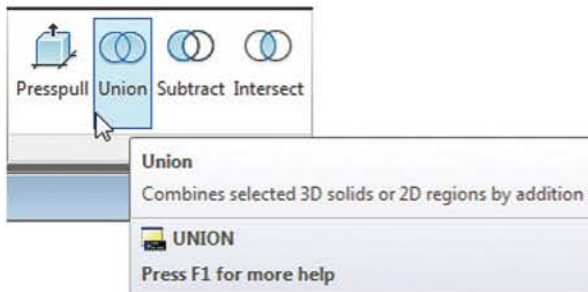 Presspull Union Subtract Intersect
Union
Combines selected 3D solids or 2D regions by addition
UNION
Press F1 for more help